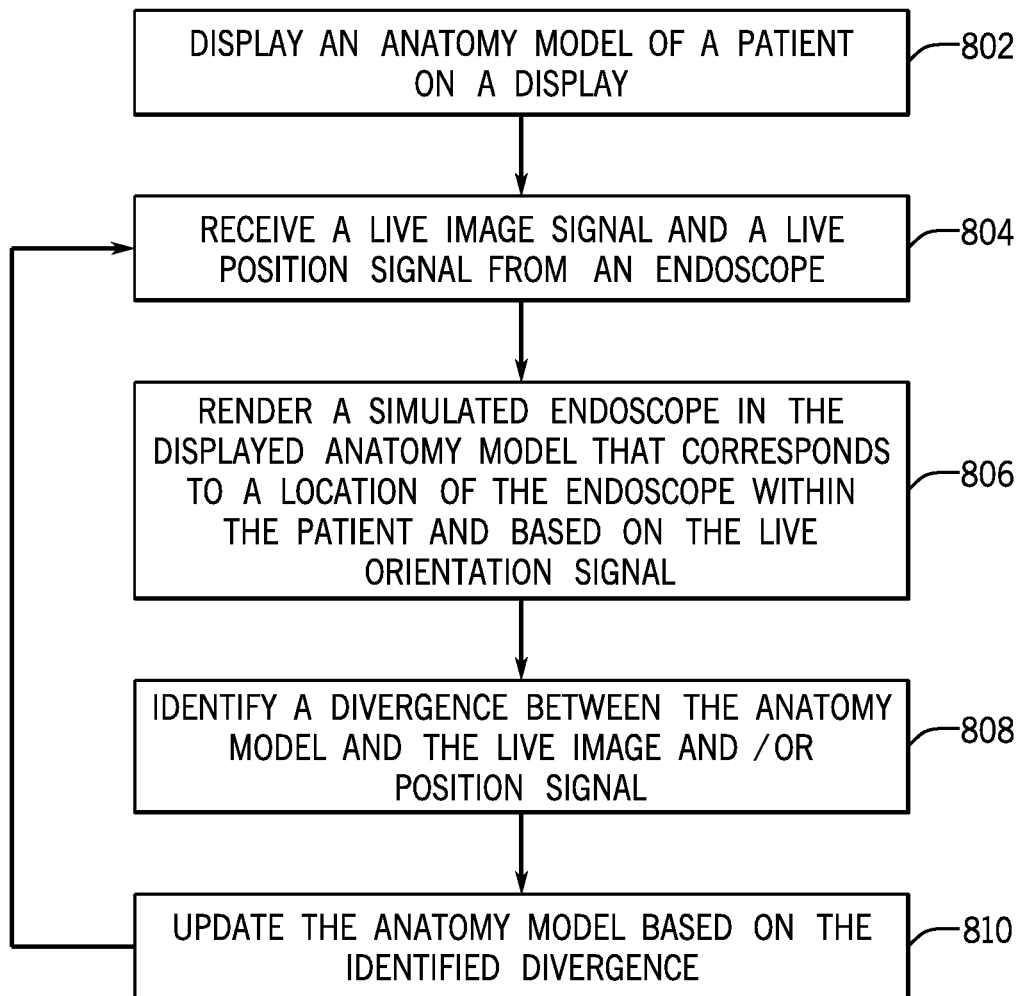 DISPLAY AN ANATOMY MODEL OF A PATIENT
ON A DISPLAY
802
RECEIVE A LIVE IMAGE SIGNAL AND A LIVE
POSITION SIGNAL FROM AN ENDOSCOPE
804
RENDER A SIMULATED ENDOSCOPE IN THE
DISPLAYED ANATOMY MODEL THAT CORRESPONDS
TO A LOCATION OF THE ENDOSCOPE WITHIN
THE PATIENT AND BASED ON THE LIVE
ORIENTATION SIGNAL
806
IDENTIFY A DIVERGENCE BETWEEN THE ANATOMY
MODEL AND THE LIVE IMAGE AND /OR
POSITION SIGNAL
808
UPDATE THE ANATOMY MODEL BASED ON THE
IDENTIFIED DIVERGENCE
810